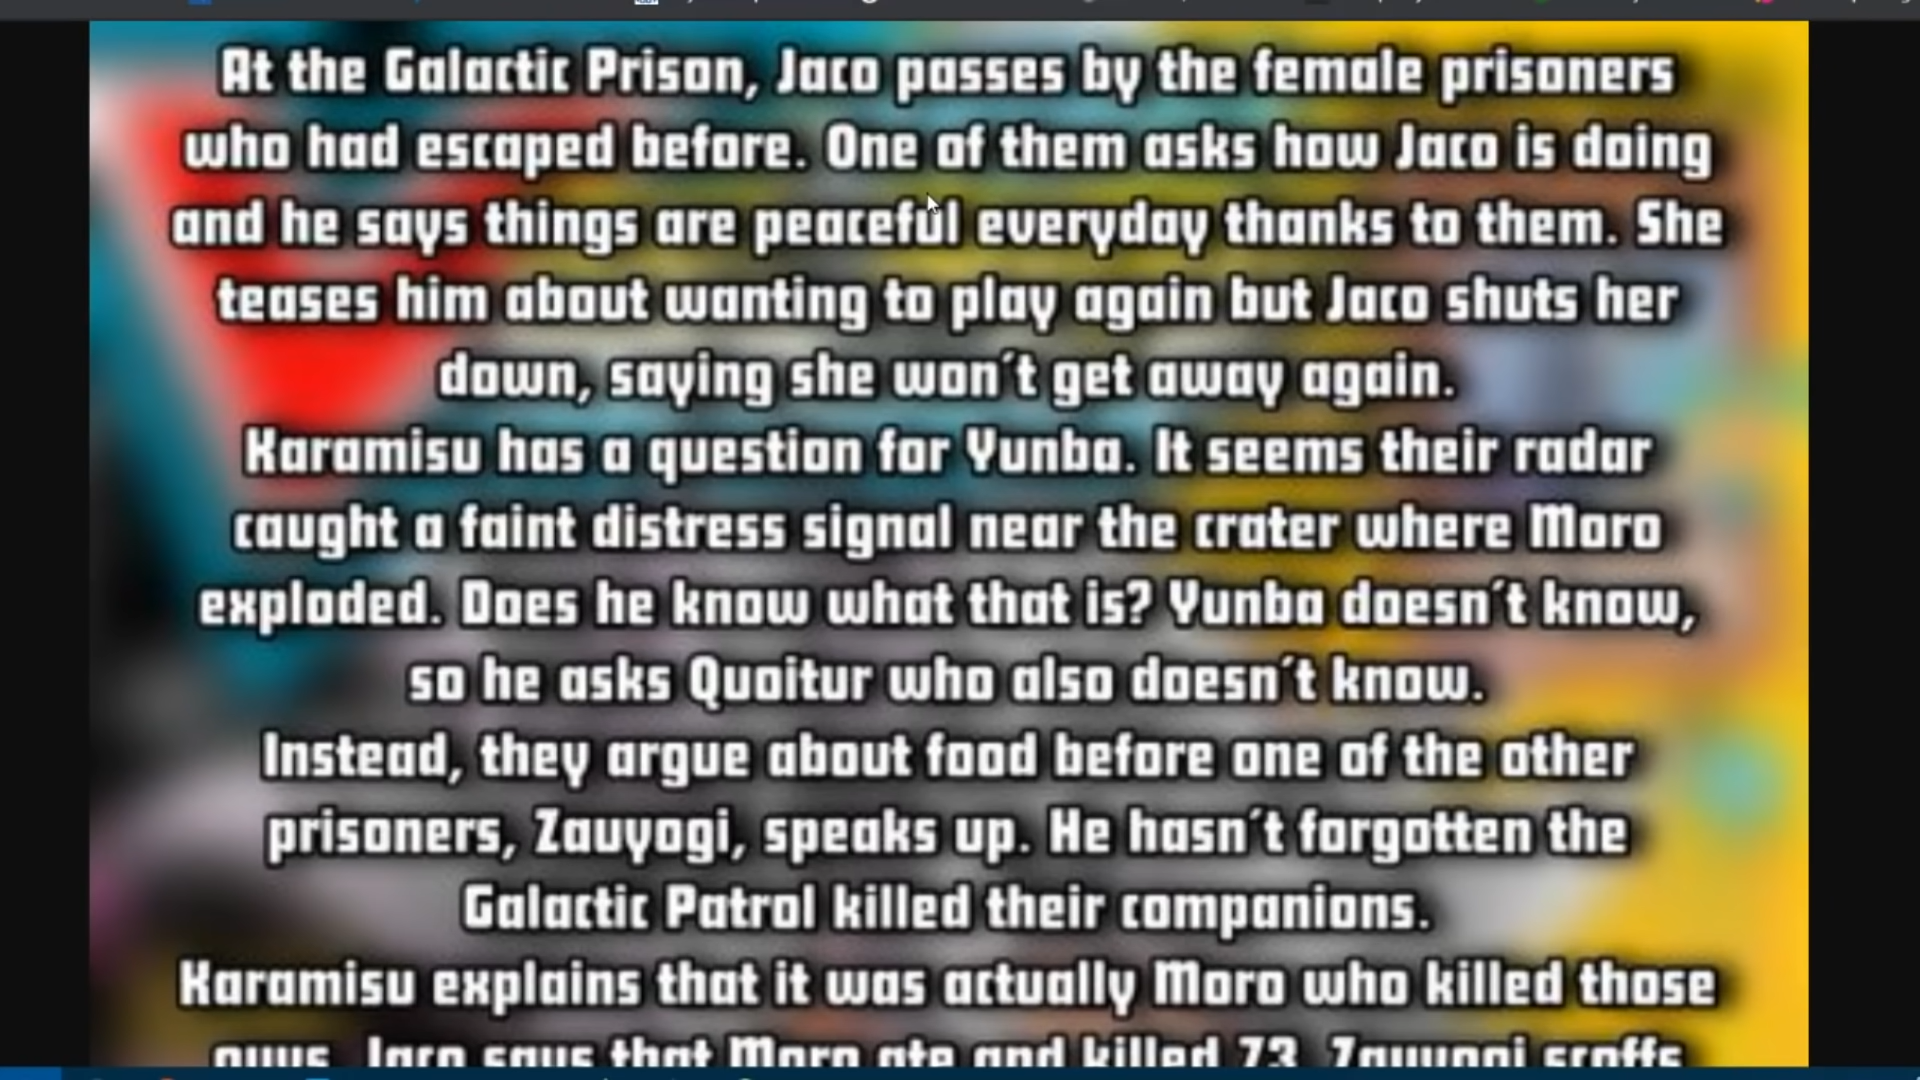 At the Galactic Prison, Jaco passes by the female prisoners
who had escaped before. One of them asks how Jaco is doing
and he says things are peaceful everyday thanks to them. She
teases him about wanting to play again but Jaco shuts her
down, saying she won't get away again.
Karamisu has a question for Yunba. It seems their radar
caught a faint distress signal near the crater where Moro
exploded. Does he know what that is? Yunba doesn't know,
so he asks Quoitur who also doesn't know.
Instead, they argue about food before one of the other
prisoners, Zauyogi, speaks up. He hasn't forgotten the
Galactic Patrol killed their companions.
Karamisu explains that it was actually Moro who killed those
guys. Jaco says that Moro ate and killed 73. Zauyogi scoffs